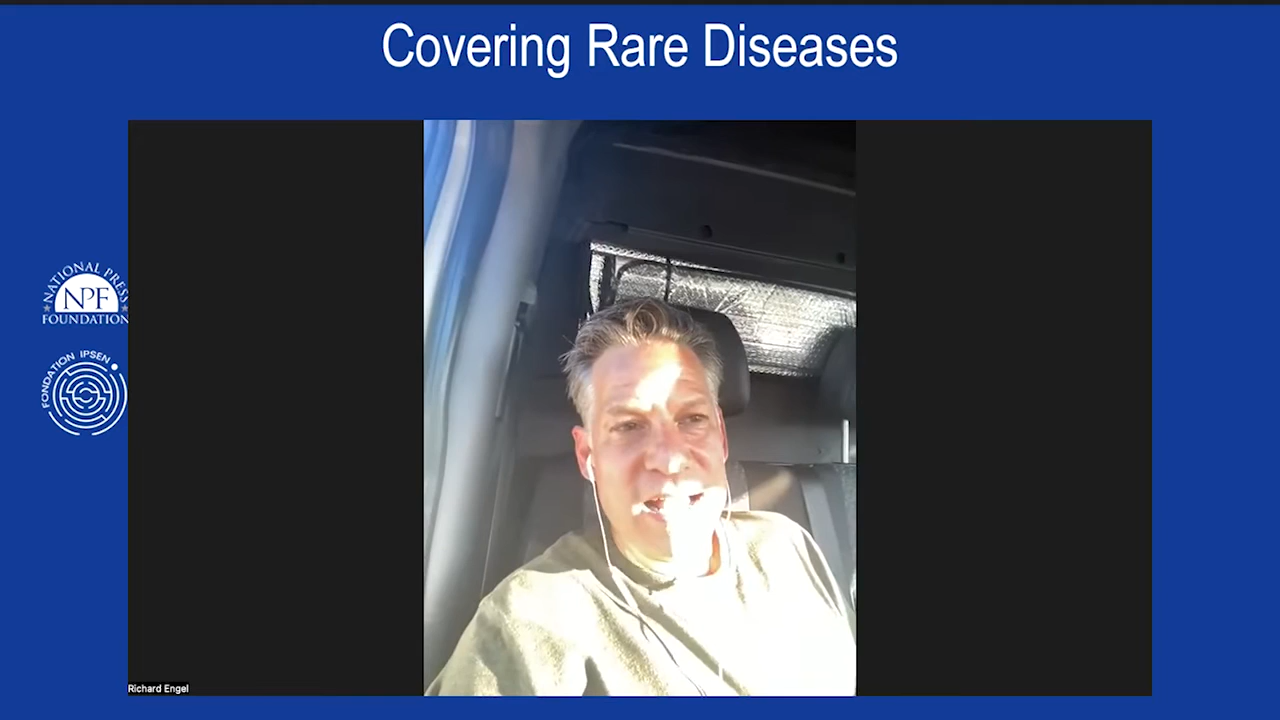 Covering Rare Diseases
NATIONAL PRESS
NPF
FOUNDATION
FONDATION IPSEN
Richard Engel